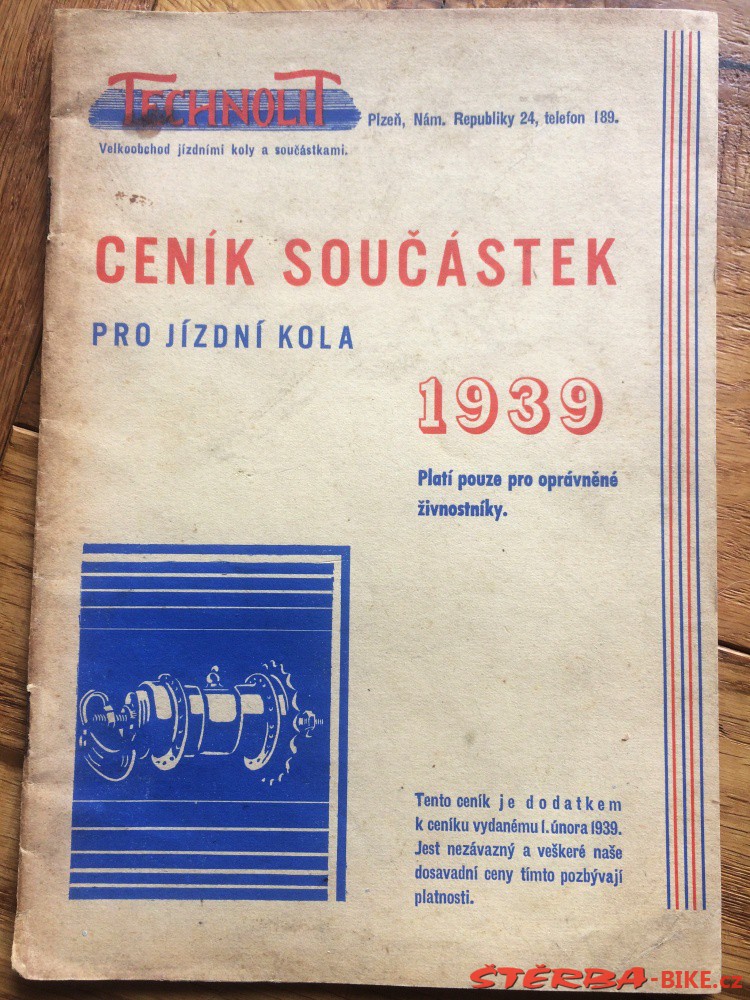 TECHNOLIT
Plzeň, Nám. Republiky 24, telefon 189.
Velkoobchod jízdními koly a součástkami.
CENÍK SOUČÁSTEK
PRO JÍZDNÍ KOLA
1939
Platí pouze pro oprávněné
živnostníky.
Tento ceník je dodatkem
k ceníku vydanému 1. února 1939.
Jest nezávazný a veškeré naše
dosavadní ceny tímto pozbývají
platnosti.
ŠTĚRBA-BIKE.cz